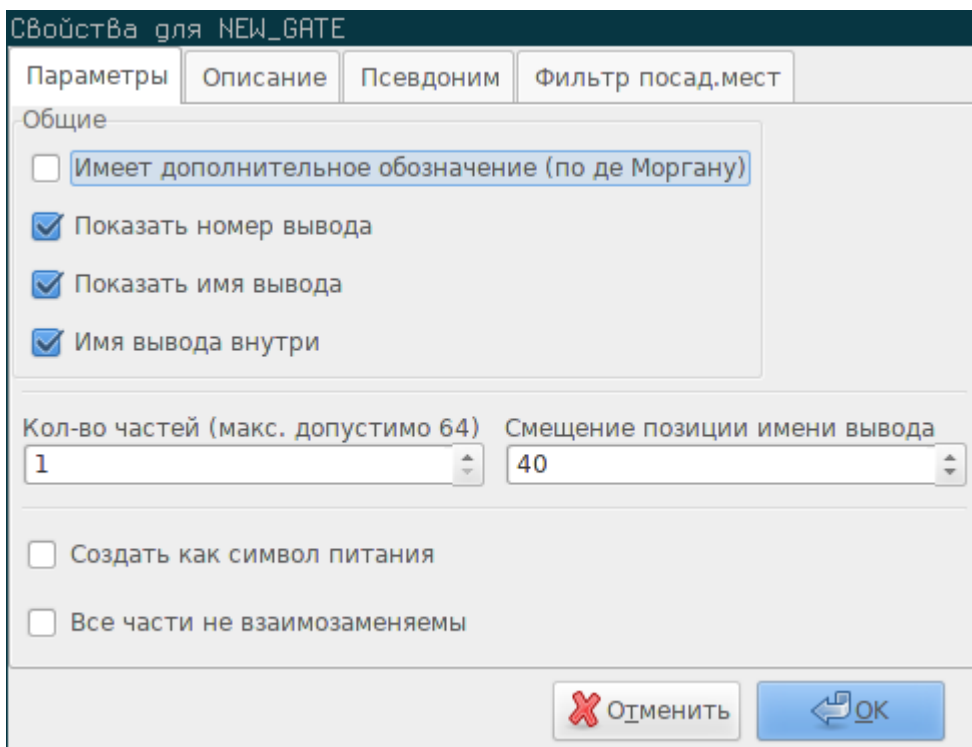 Свойства для NEW_GATE
Параметры Описание Псевдоним Фильтр посад.мест
Общие
Имеет дополнительное обозначение (по де Моргану)
Показать номер вывода
Показать имя вывода
Имя вывода внутри
Кол-во частей (макс. допустимо 64) Смещение позиции имени вывода
1 40
Создать как символ питания
Все части не взаимозаменяемы
Отменить OK